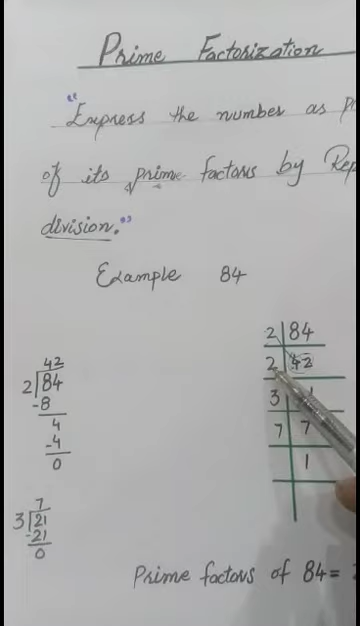 Prime Factorization
"Express the number as
of its prime factors by
division."
Example 84
2 84
2 42
3
7 7
1
42
2 84
-8
4
-4
0
7
3 21
-21
0
Prime factors of 84=